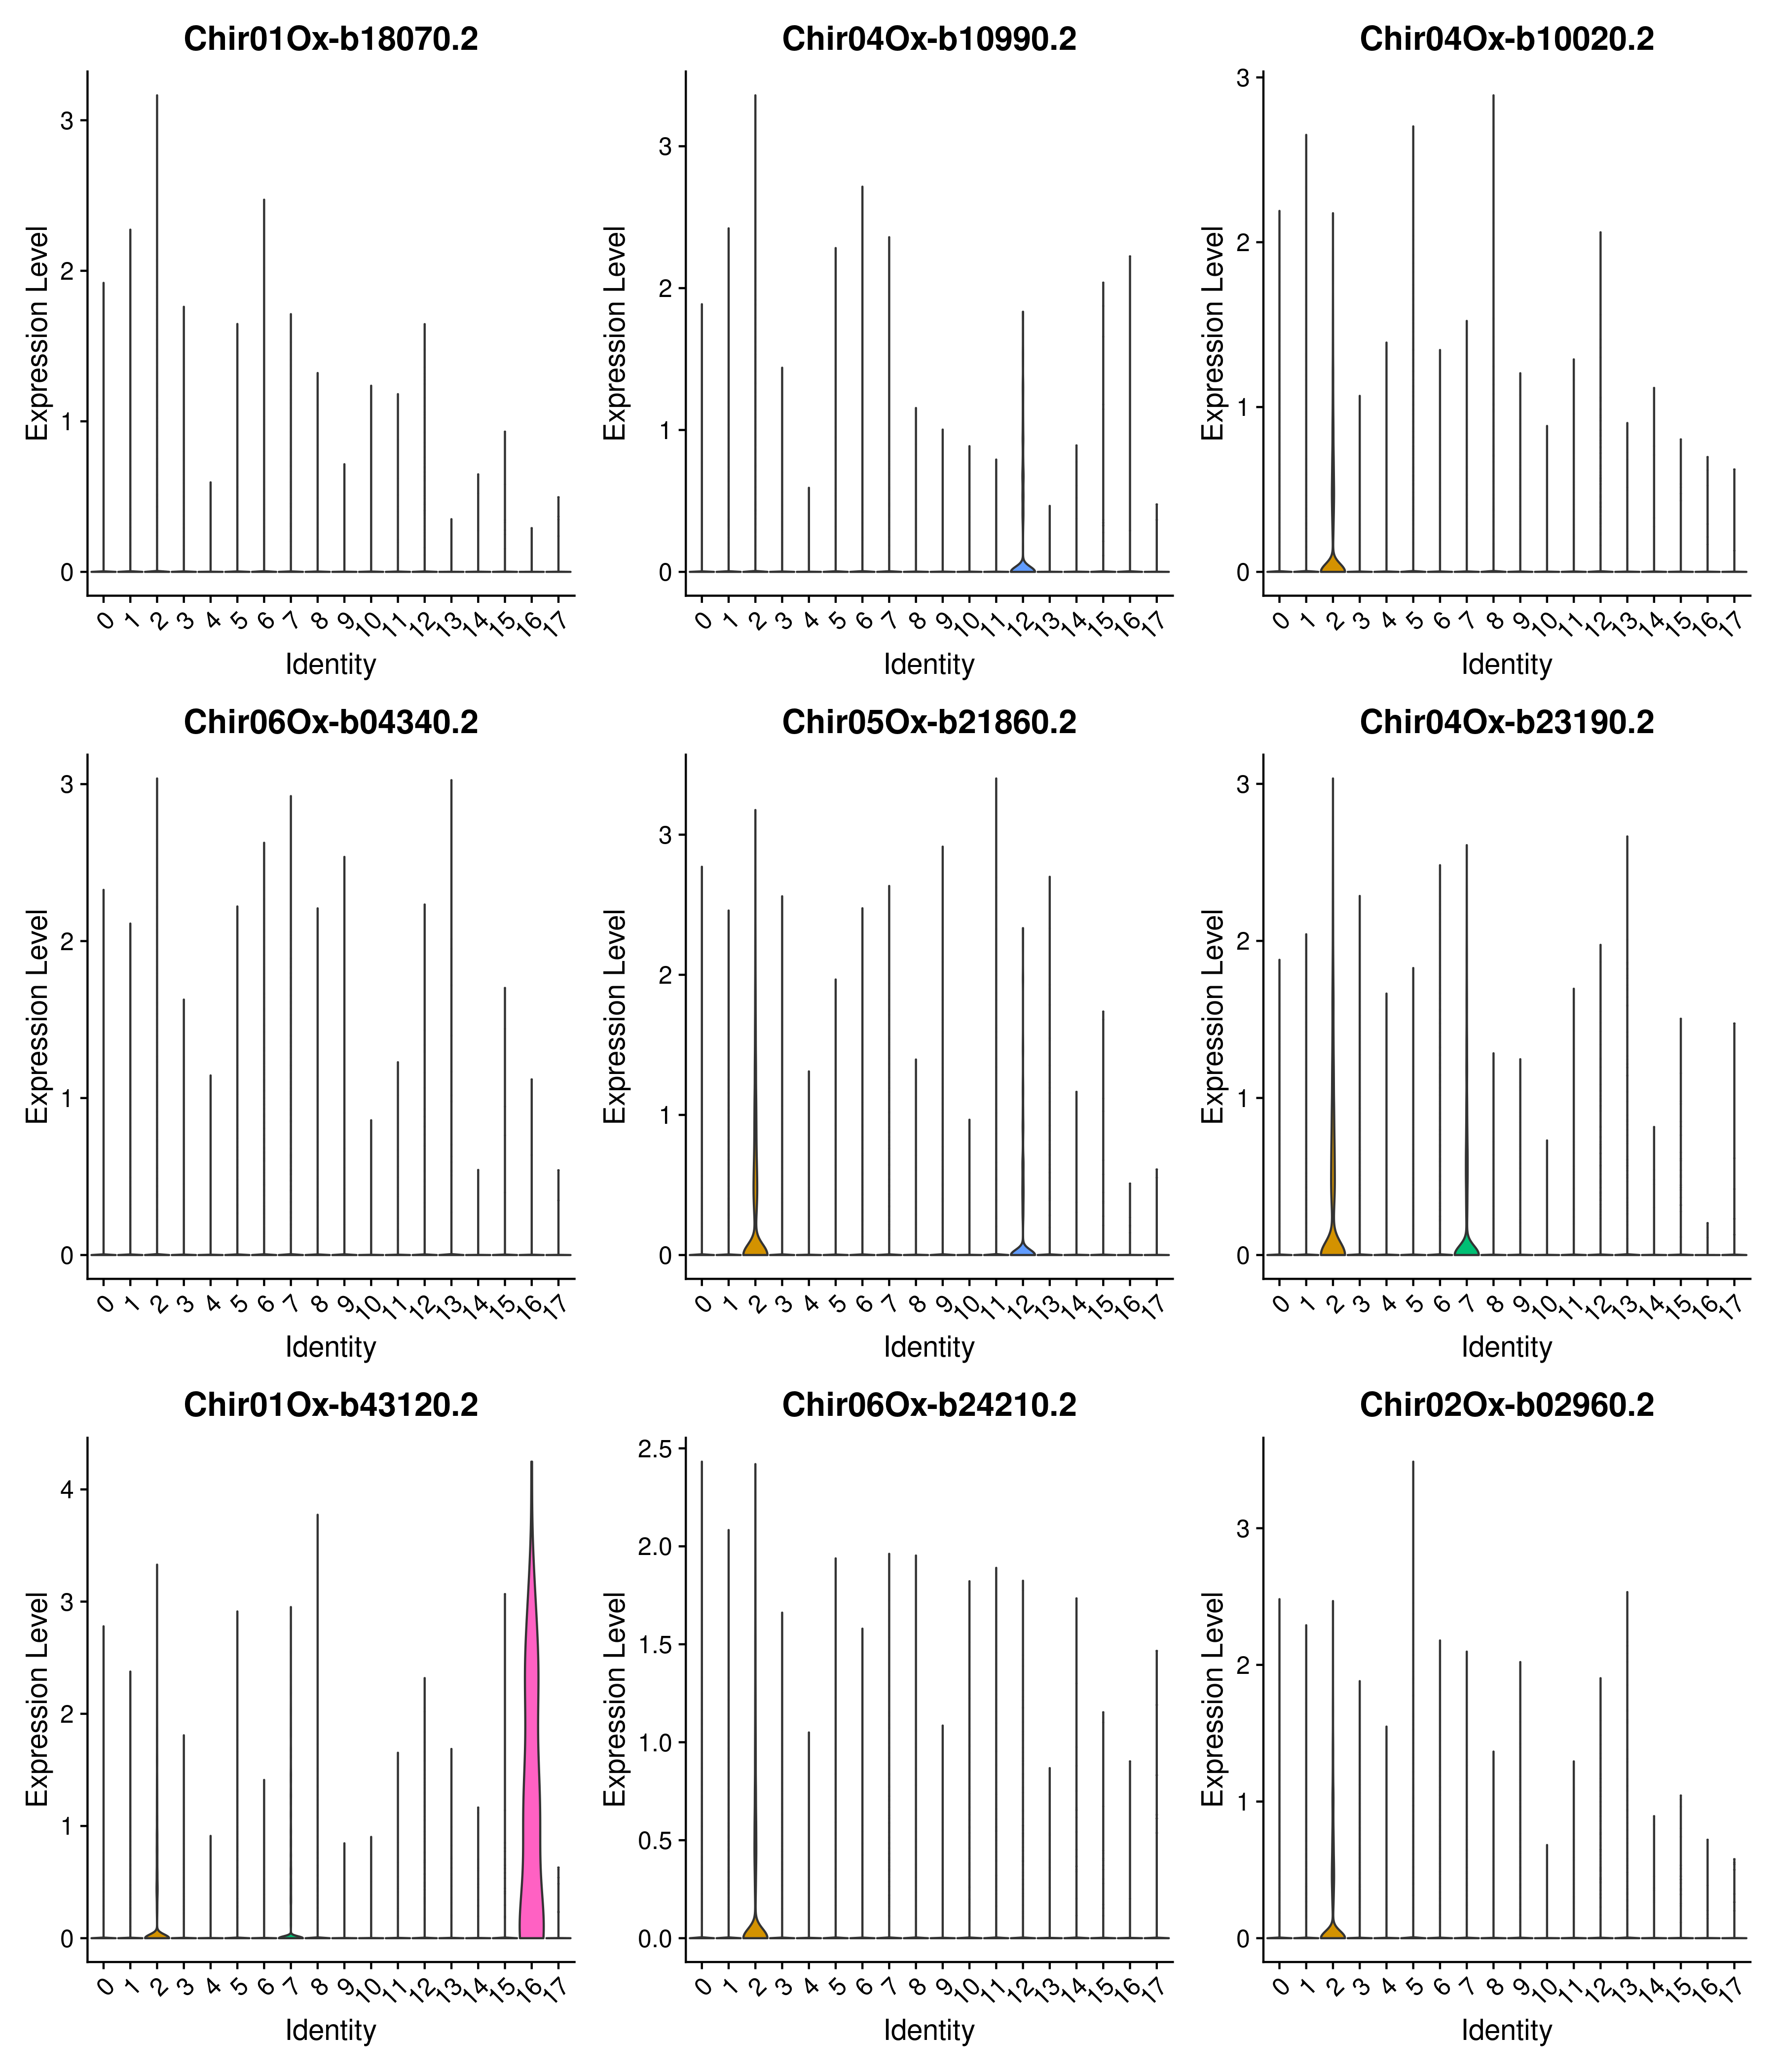 Chir01Ox-b18070.2
Expression Level
3
2
1
0
0 1 2 3 4 5 6 7 8 9 10 11 12 13 14 15 16 17
Identity
Chir04Ox-b10990.2
Expression Level
3
2
1
0
0 1 2 3 4 5 6 7 8 9 10 11 12 13 14 15 16 17
Identity
Chir04Ox-b10020.2
Expression Level
3
2
1
0
0 1 2 3 4 5 6 7 8 9 10 11 12 13 14 15 16 17
Identity
Chir06Ox-b04340.2
Expression Level
3
2
1
0
0 1 2 3 4 5 6 7 8 9 10 11 12 13 14 15 16 17
Identity
Chir05Ox-b21860.2
Expression Level
3
2
1
0
0 1 2 3 4 5 6 7 8 9 10 11 12 13 14 15 16 17
Identity
Chir04Ox-b23190.2
Expression Level
3
2
1
0
0 1 2 3 4 5 6 7 8 9 10 11 12 13 14 15 16 17
Identity
Chir01Ox-b43120.2
Expression Level
4
3
2
1
0
0 1 2 3 4 5 6 7 8 9 10 11 12 13 14 15 16 17
Identity
Chir06Ox-b24210.2
Expression Level
2.5
2.0
1.5
1.0
0.5
0.0
0 1 2 3 4 5 6 7 8 9 10 11 12 13 14 15 16 17
Identity
Chir02Ox-b02960.2
Expression Level
3
2
1
0
0 1 2 3 4 5 6 7 8 9 10 11 12 13 14 15 16 17
Identity